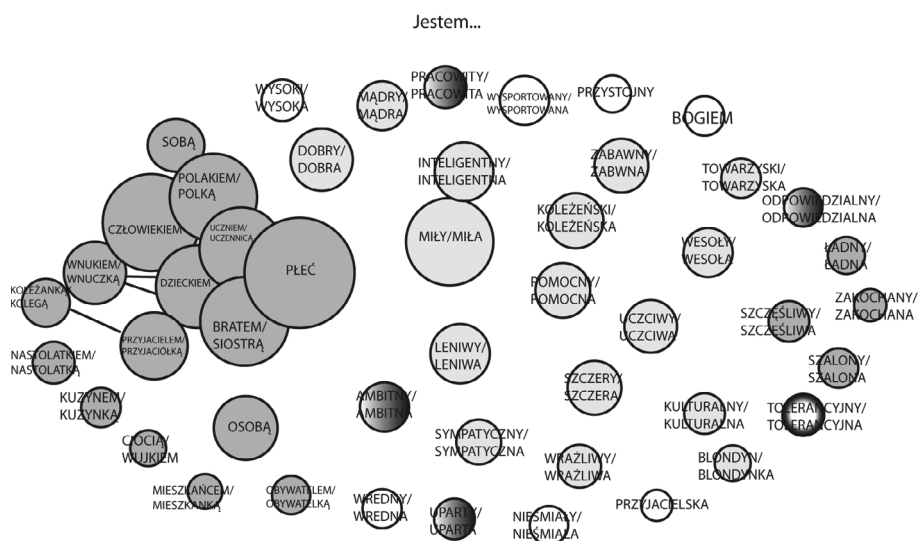 Jestem...
PRACOWITY/
PRACOWITA
WYSOKI/
WYSOKA
MĄDRY/
MĄDRA
WYSPORTOWANY/
WYSPORTOWANA
PRZYSTOJNY
BOGIEM
SOBĄ
DOBRY/
DOBRA
INTELIGENTNY/
INTELIGENTNA
ZABAWNY/
ZABWNA
TOWARZYSKI/
TOWARZYSKA
POLAKIEM/
POLKĄ
ODPOWIEDZIALNY/
ODPOWIEDZIALNA
CZŁOWIEKIEM
UCZNIEM/
UCZENNICĄ
KOLEŻEŃSKI/
KOLEŻEŃSKA
MIŁY/MIŁA
WESOŁY/
WESOŁA
ŁADNY/
ŁADNA
WNUKIEM/
WNUCZKĄ
DZIECKIEM
PŁEĆ
KOLEŻANKĄ/
KOLEGĄ
POMOCNY/
POMOCNA
ZAKOCHANY/
ZAKOCHANA
BRATEM/
SIOSTRĄ
UCZCIWY/
UCZCIWA
SZCZĘŚLIWY/
SZCZĘŚLIWA
PRZYJACIELEM/
PRZYJACIÓŁKĄ
NASTOLATKIEM/
NASTOLATKĄ
LENIWY/
LENIWA
SZALONY/
SZALONA
SZCZERY/
SZCZERA
KUZYNEM/
KUZYNKĄ
AMBITNY/
AMBITNA
KULTURALNY/
KULTURALNA
TOLERANCYJNY/
TOLERANCYJNA
OSOBĄ
CIOCIĄ/
WUJKIEM
SYMPATYCZNY/
SYMPATYCZNA
WRAŻLIWY/
WRAŻLIWA
BLONDYN/
BLONDYNKA
MIESZKAŃCEM/
MIESZKANKĄ
OBYWATELEM/
OBYWATELKĄ
WREDNY/
WREDNA
UPARTY/
UPARTA
NIEŚMIAŁY/
NIEŚMIAŁA
PRZYJACIELSKA